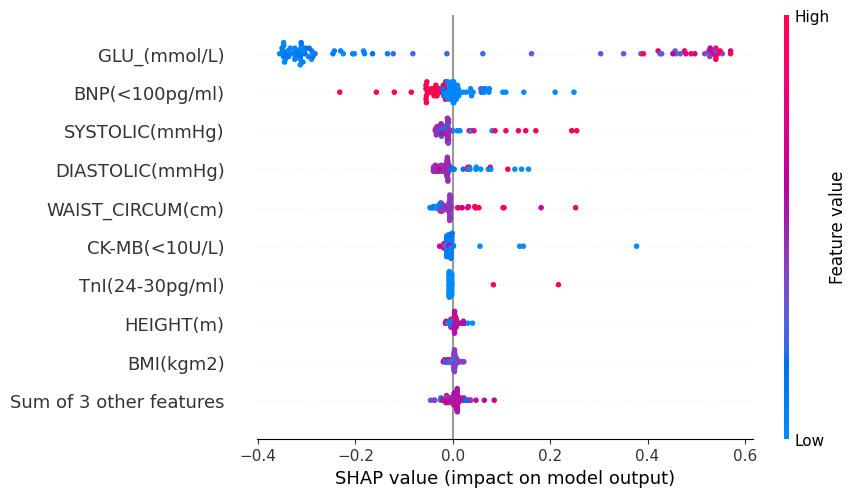 High
GLU_(mmol/L)
BNP(<100pg/ml)
SYSTOLIC(mmHg)
DIASTOLIC(mmHg)
WAIST_CIRCUM(cm)
CK-MB(<10U/L)
TnI(24-30pg/ml)
HEIGHT(m)
BMI(kgm2)
Sum of 3 other features
Feature value
Low
−0.4 −0.2 0.0 0.2 0.4 0.6
SHAP value (impact on model output)